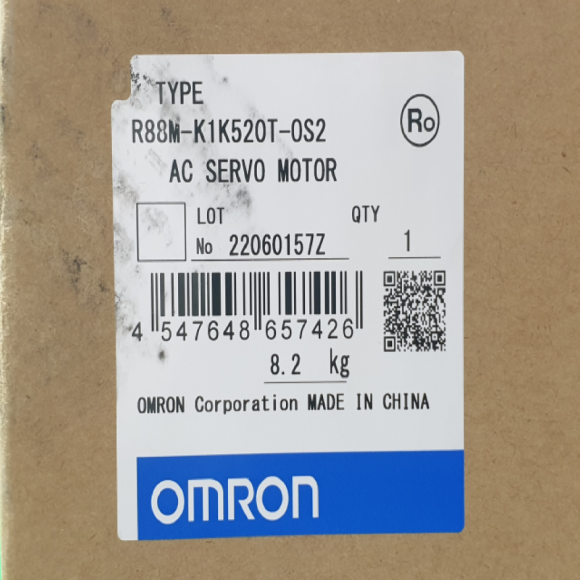 TYPE
R88M-K1K520T-OS2
Ro
AC SERVO MOTOR
LOT
QTY
No 22060157Z
1
4 547648 657426
8.2 kg
OMRON Corporation MADE IN CHINA
OMRON